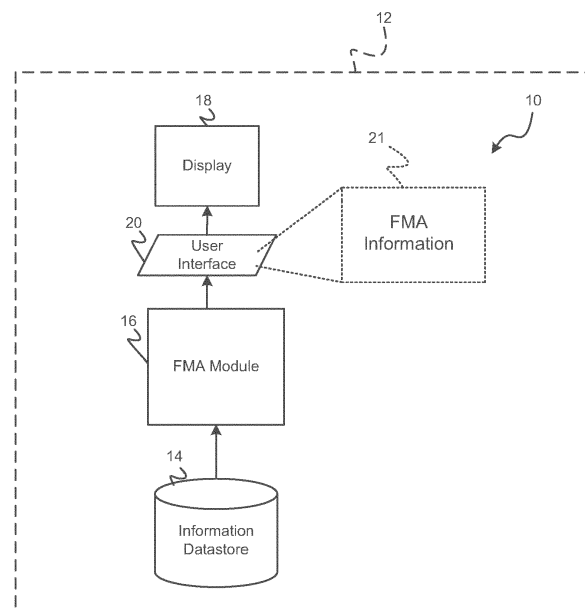 12
18
10
21
Display
FMA
Information
20
User
Interface
16
FMA Module
14
Information
Datastore